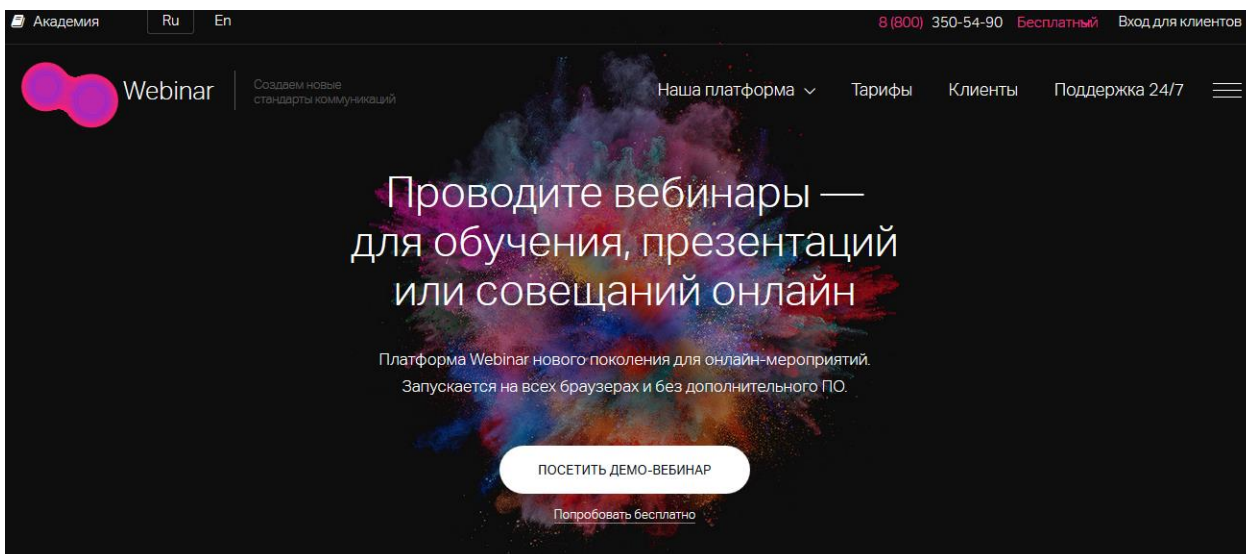 Академия Ru En 8 (800) 350-54-90 Бесплатный Вход для клиентов
Webinar
Создаем новые
стандарты коммуникаций
Наша платформа Тарифы Клиенты Поддержка 24/7
Проводите вебинары —
для обучения, презентаций
или совещаний онлайн
Платформа Webinar нового поколения для онлайн-мероприятий.
Запускается на всех браузерах и без дополнительного ПО.
ПОСЕТИТЬ ДЕМО-ВЕБИНАР
Попробовать бесплатно